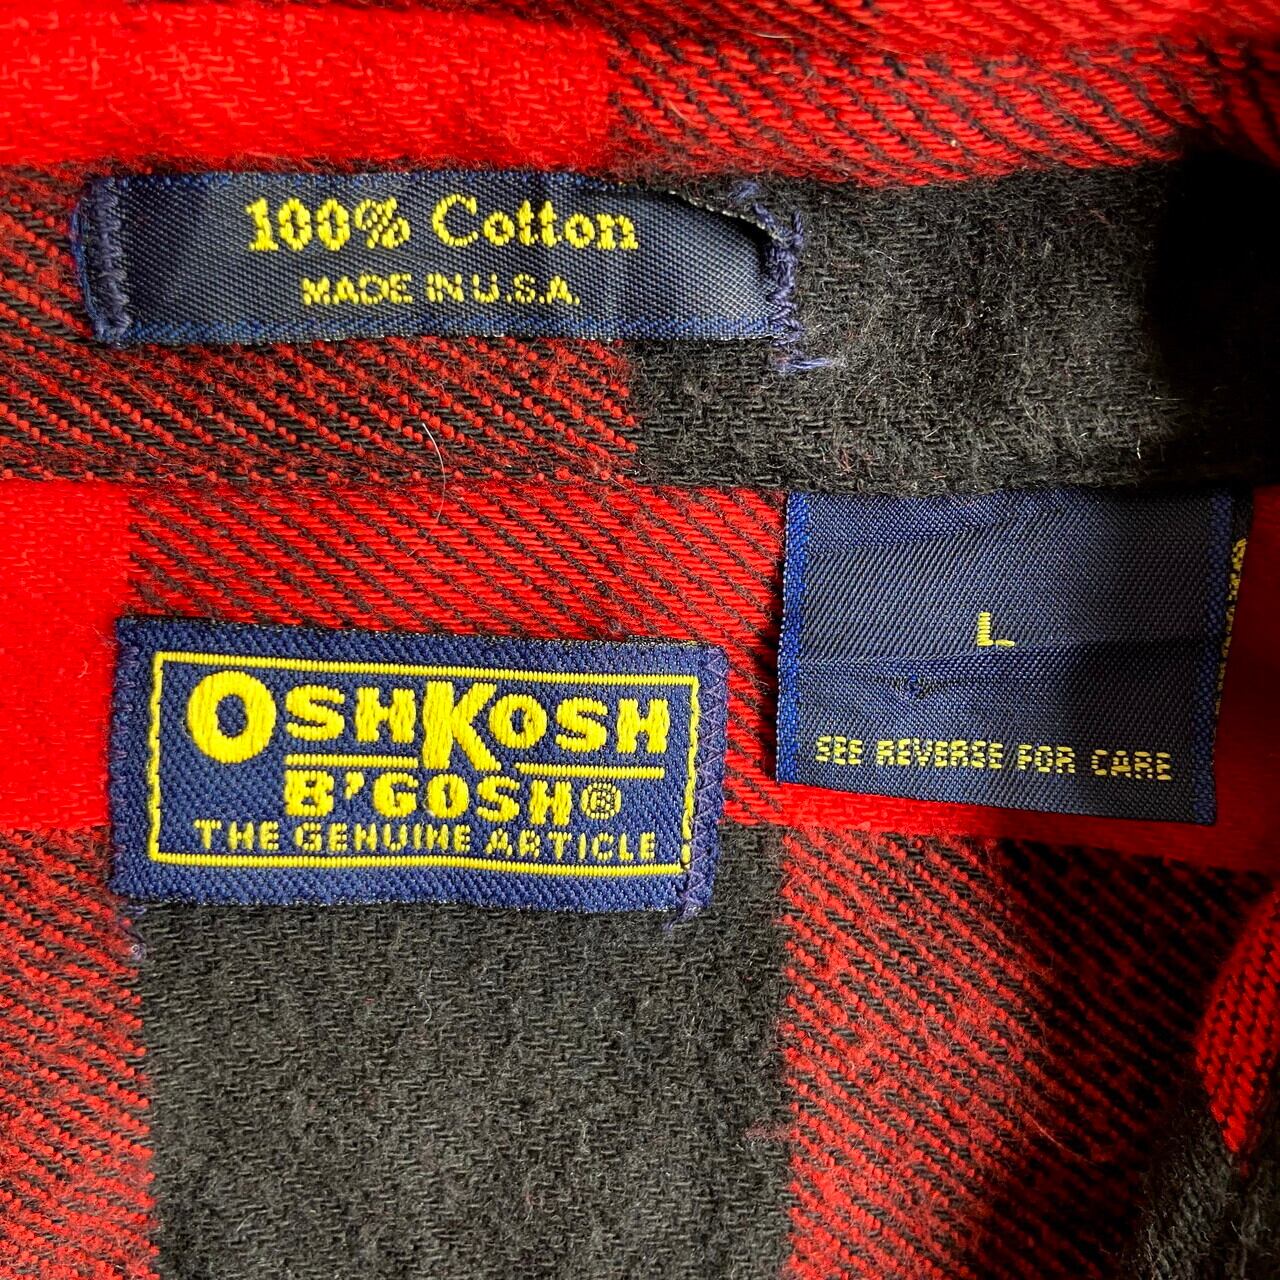 100% Cotton
MADE IN U.S.A.
L
SEE REVERSE FOR CARE
OSHKOSH
B'GOSH®
THE GENUINE ARTICLE